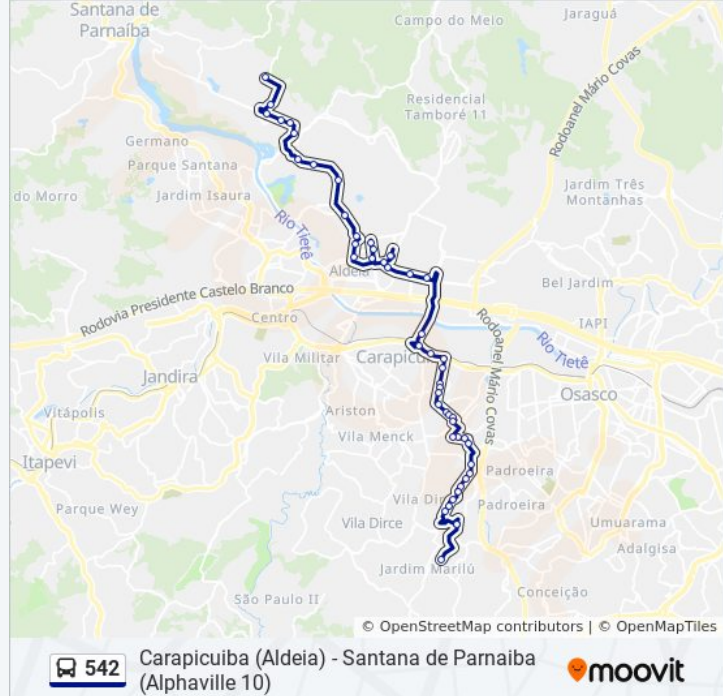 Santana de
Parnaíba
Campo do Meio
Jaraguá
Rodoanel Mário Covas
Residencial
Tamboré 11
Germano
Parque Santana
do Morro
Jardim Isaura
Jardim Três
Montanhas
Rio Tietê
Aldeia
Bel Jardim
Rodovia Presidente Castelo Branco
Centro
IAPI
Rodoanel Mário Covas
Rio Tietê
Vila Militar
Carapicu
Jandira
Osasco
Vitápolis
Ariston
Vila Menck
Itapevi
Padroeira
Parque Wey
Vila Dir
Padroeira
Vila Dirce
Umuarama
Adalgisa
Jardim Marilú
Conceição
São Paulo II
© OpenStreetMap contributors | © OpenMapTiles
542
Carapicuiba (Aldeia) - Santana de Parnaiba
(Alphaville 10)
moovit